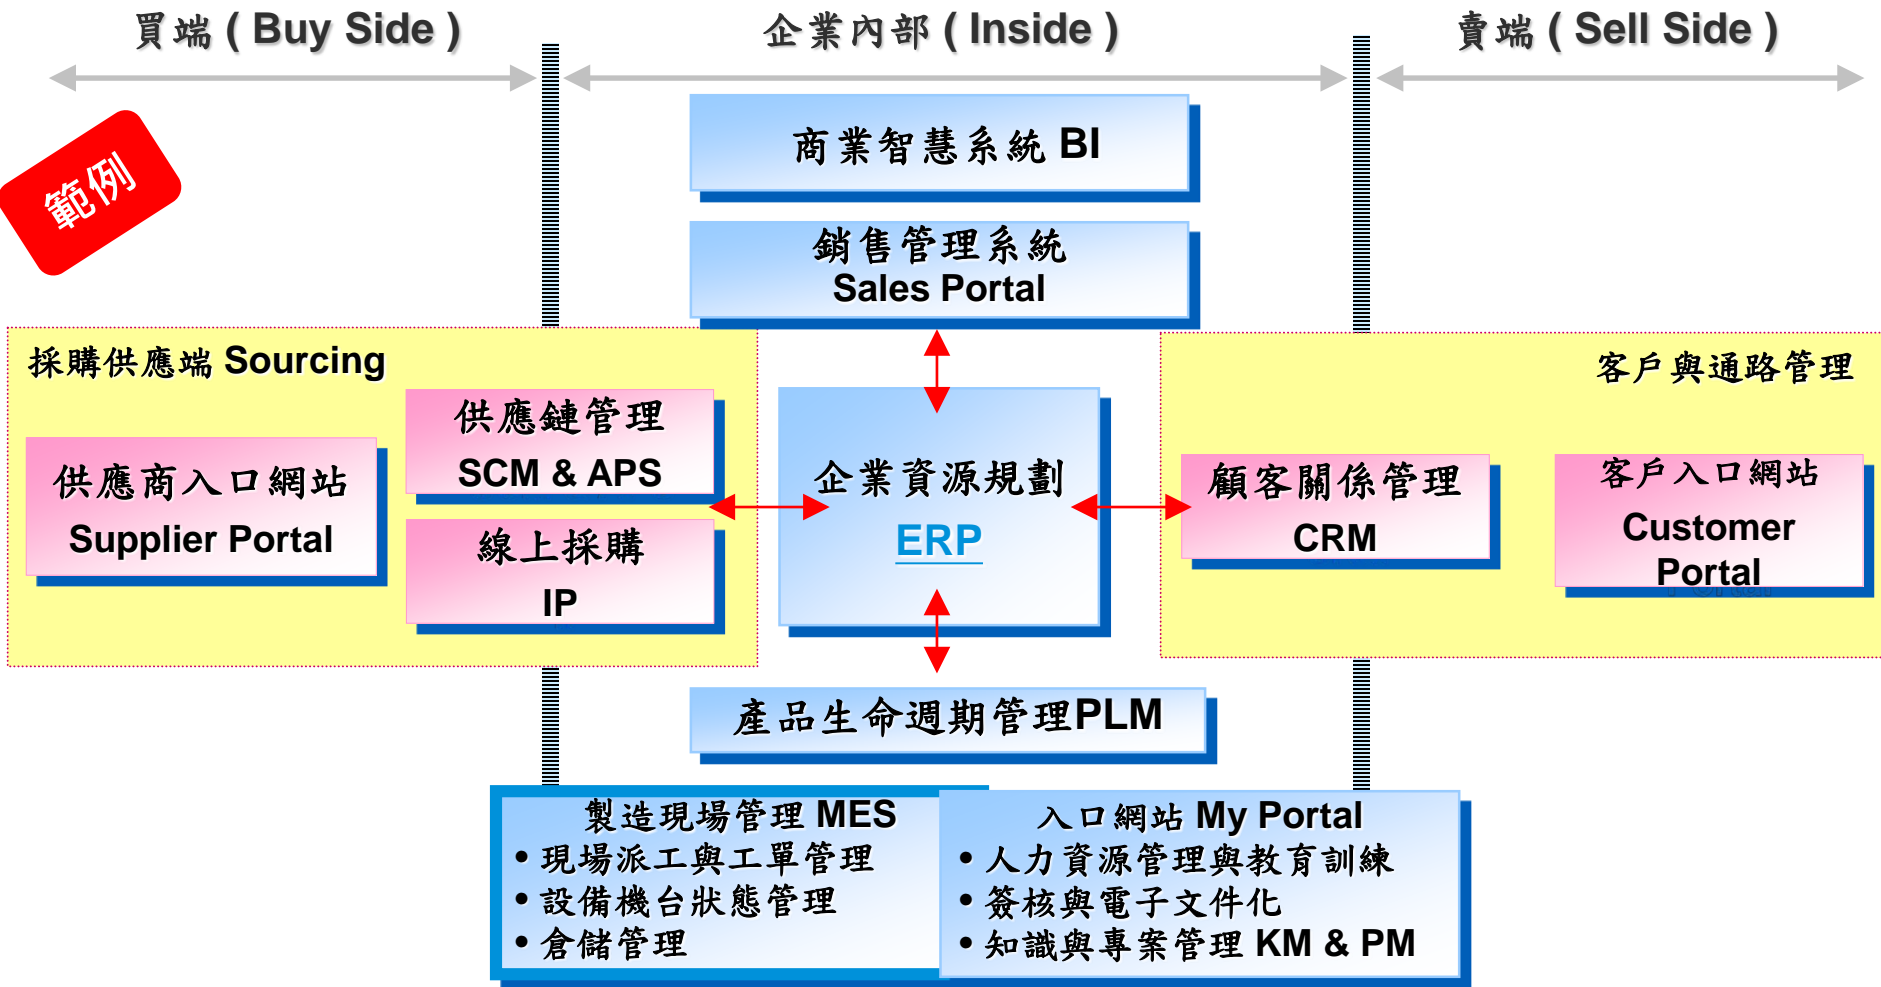 買端 ( Buy Side )
企業內部 ( Inside )
賣端 ( Sell Side )
範例
商業智慧系統 BI
銷售管理系統
Sales Portal
採購供應端 Sourcing
供應商入口網站
Supplier Portal
供應鏈管理
SCM & APS
線上採購
IP
企業資源規劃
ERP
客戶與通路管理
顧客關係管理
CRM
客戶入口網站
Customer
Portal
產品生命週期管理PLM
製造現場管理 MES
• 現場派工與工單管理
• 設備機台狀態管理
• 倉儲管理
入口網站 My Portal
• 人力資源管理與教育訓練
• 簽核與電子文件化
• 知識與專案管理 KM & PM